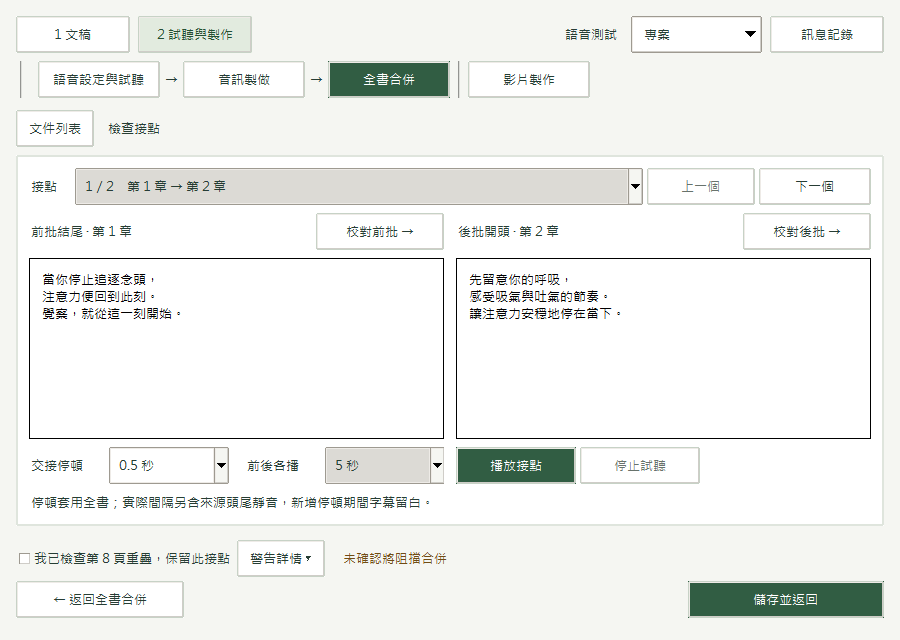 1 文稿
2 試聽與製作
語音測試
專案
訊息記錄
語音設定與試聽 → 音訊製做 → 全書合併
影片製作
文件列表
檢查接點
接點
1 / 2 第 1 章 → 第 2 章
上一個
下一個
前批結尾 · 第 1 章
校對前批 →
後批開頭 · 第 2 章
校對後批 →
當你停止追逐念頭，
注意力便回到此刻。
覺察，就從這一刻開始。
先留意你的呼吸，
感受吸氣與吐氣的節奏。
讓注意力安穩地停在當下。
交接停頓
0.5 秒
前後各播
5 秒
播放接點
停止試聽
停頓套用全書；實際間隔另含來源頭尾靜音，新增停頓期間字幕留白。
我已檢查第 8 頁重疊，保留此接點
警告詳情 ▾
未確認將阻擋合併
← 返回全書合併
儲存並返回